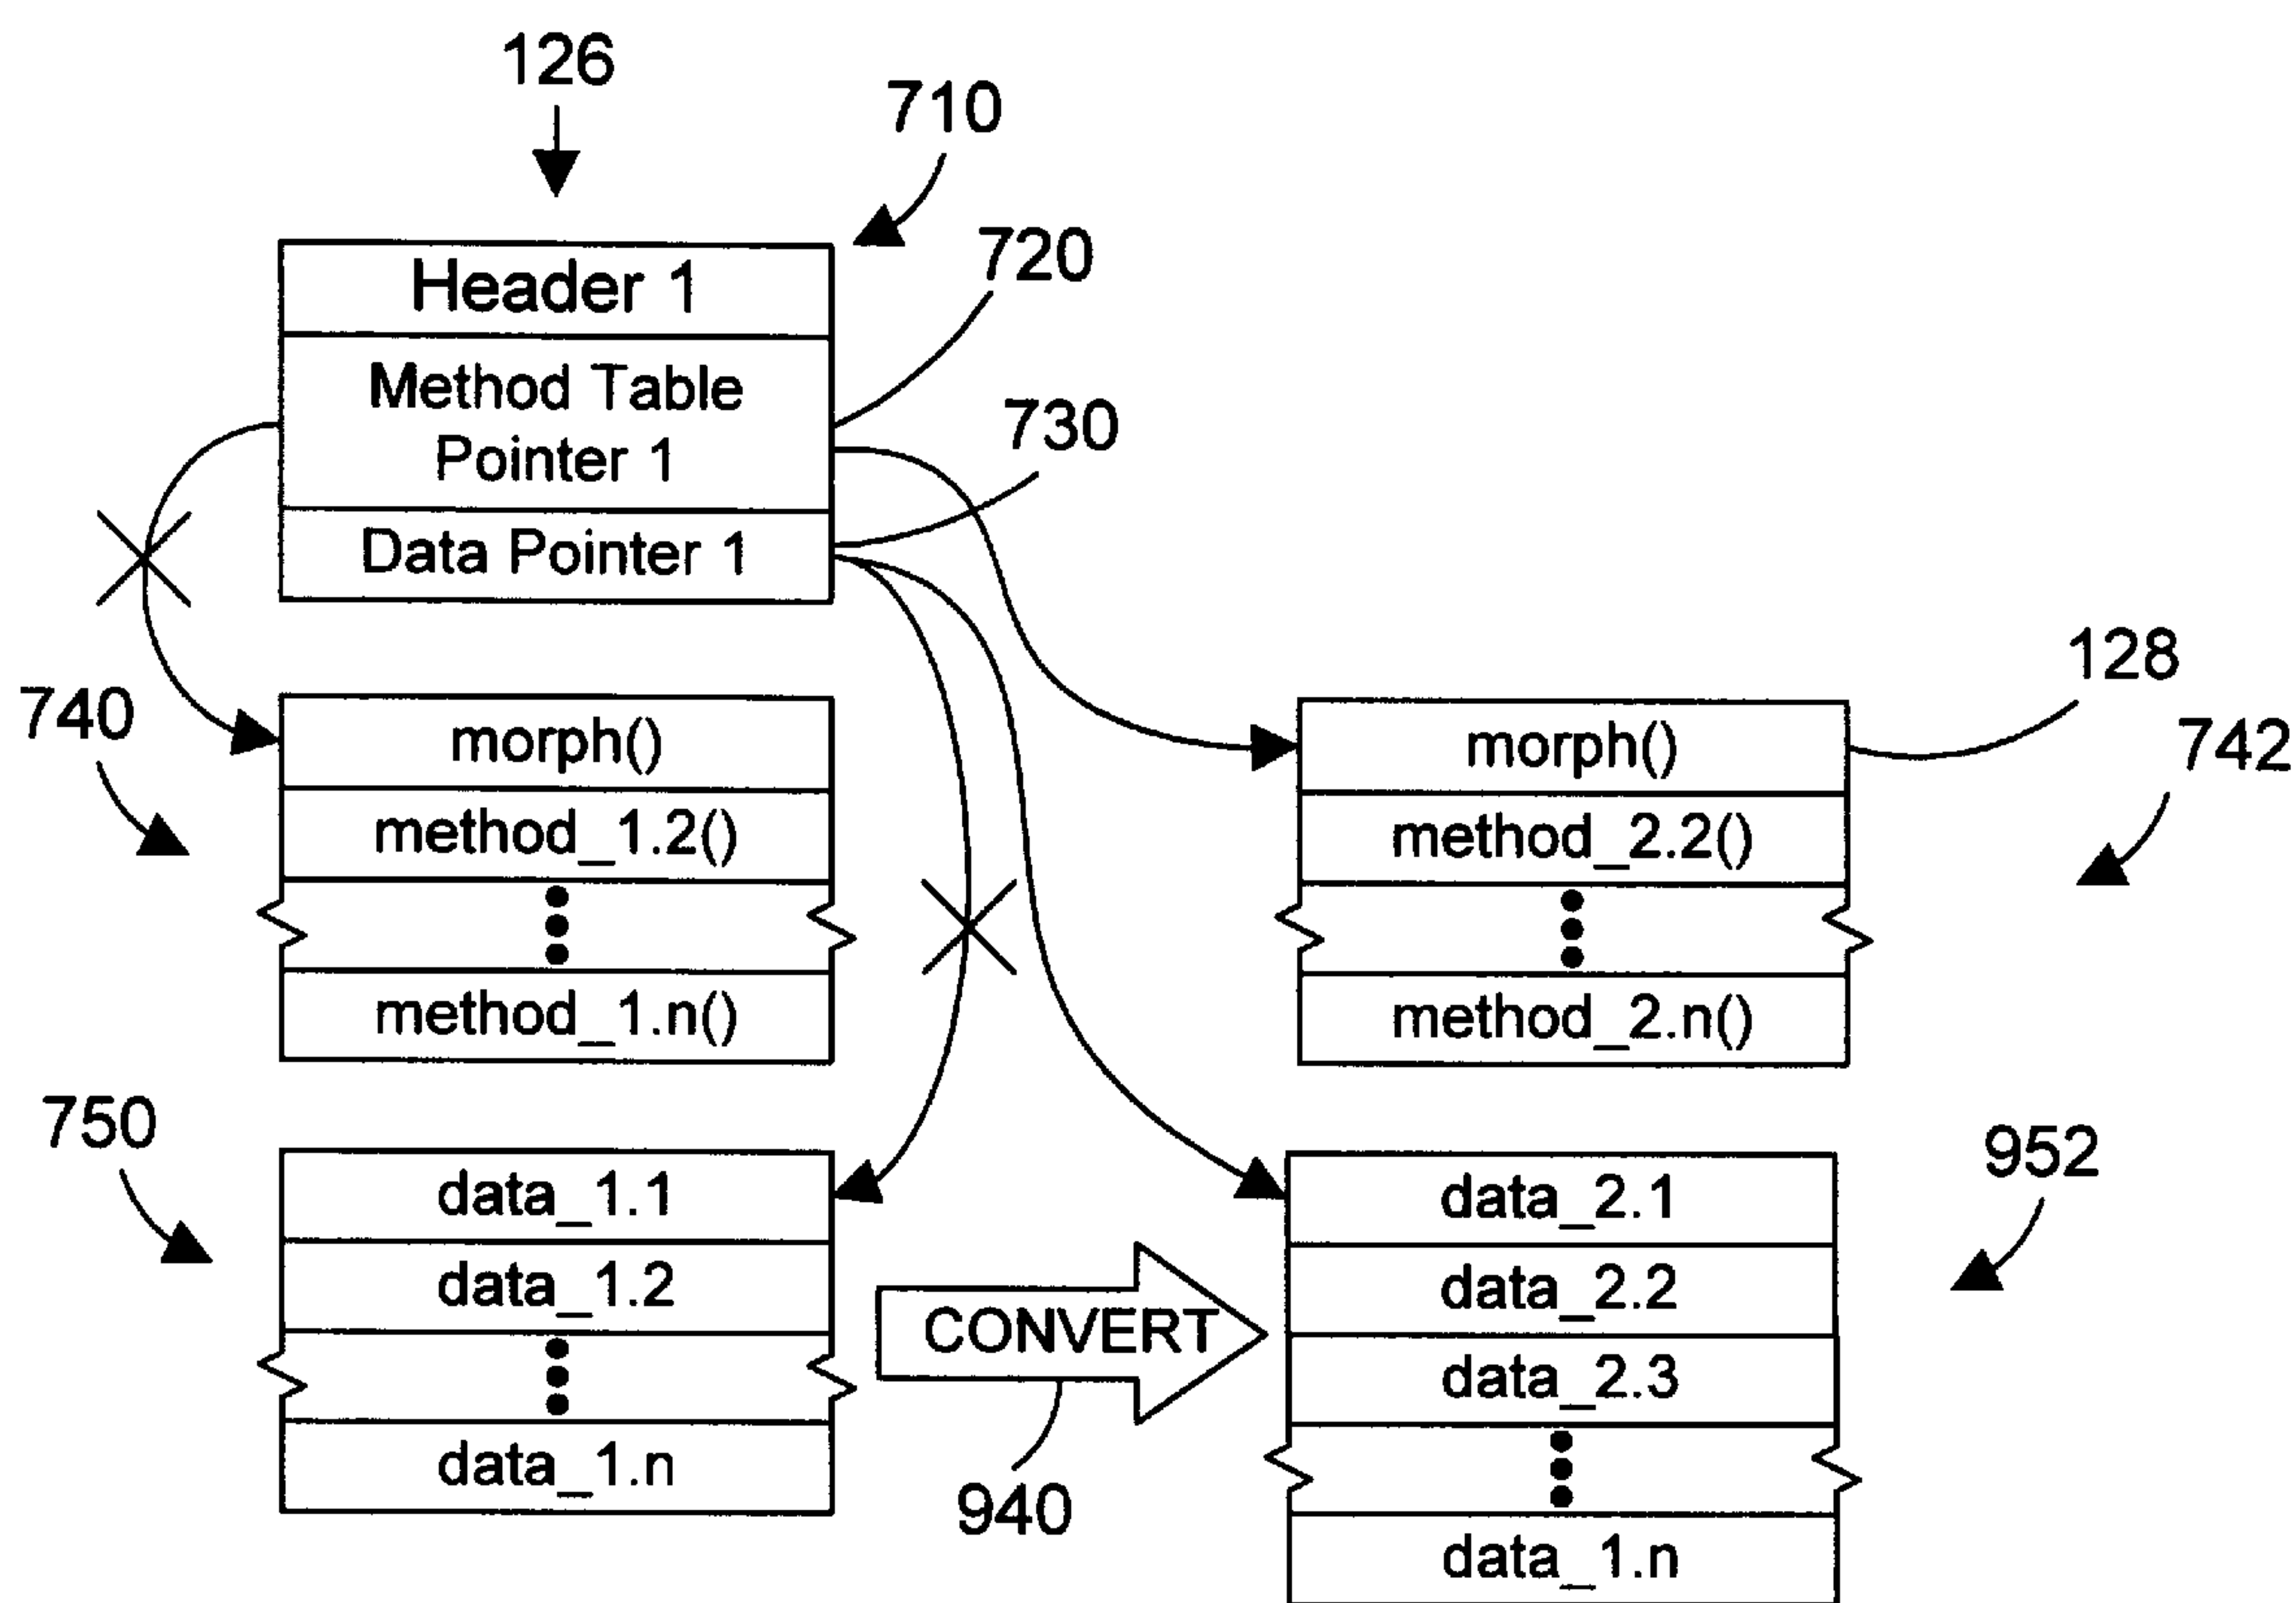 126
710
Header 1
720
Method Table
Pointer 1
730
Data Pointer 1
128
740
morph()
morph()
742
method_1.2()
method_2.2()
method_1.n()
method_2.n()
750
952
data_1.1
data_2.1
data_1.2
data_2.2
CONVERT
data_2.3
data_1.n
940
data_1.n